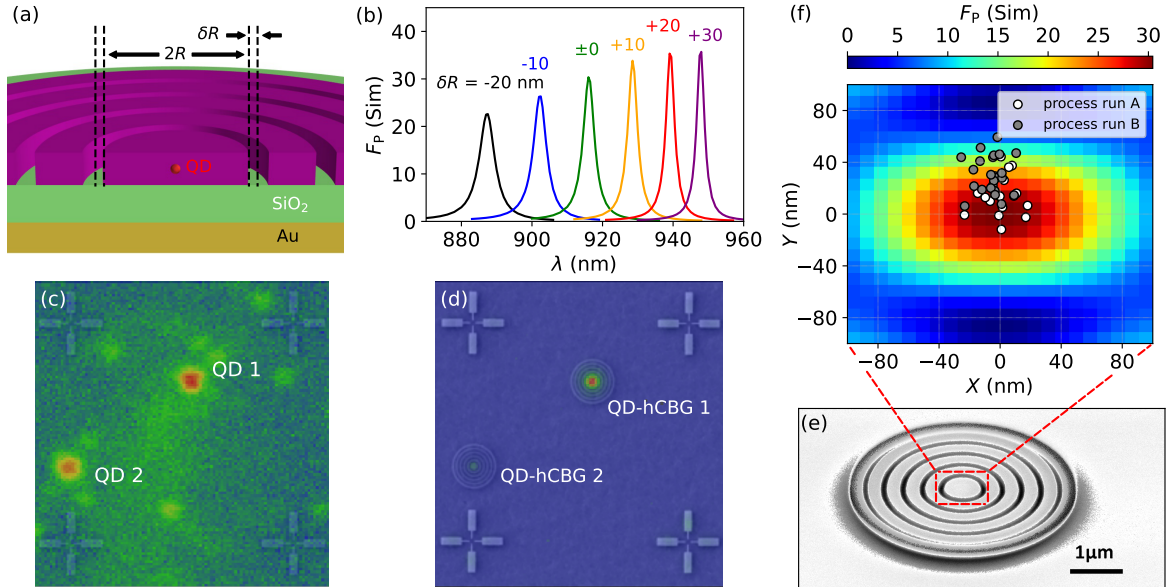 (a)
δR
2R
QD
SiO₂
Au
(b)
F_P (Sim)
40
30
20
10
0
δR = -20 nm
-10
±0
+10
+20
+30
880
900
920
940
960
λ (nm)
(c)
QD 1
QD 2
(d)
QD-hCBG 1
QD-hCBG 2
(f)
F_P (Sim)
0
5
10
15
20
25
30
process run A
process run B
Y (nm)
80
40
0
−40
−80
−80
−40
0
40
80
X (nm)
(e)
1µm